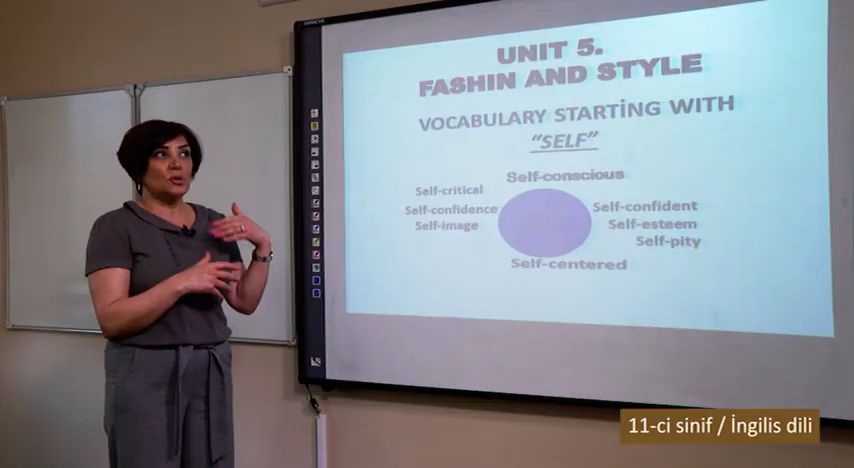 HITACHI
UNIT 5.
FASHIN AND STYLE
VOCABULARY STARTİNG WITH
“SELF”
Self-conscious
Self-critical
Self-confidence
Self-image
Self-confident
Self-esteem
Self-pity
Self-centered
11-ci sinif / İngilis dili